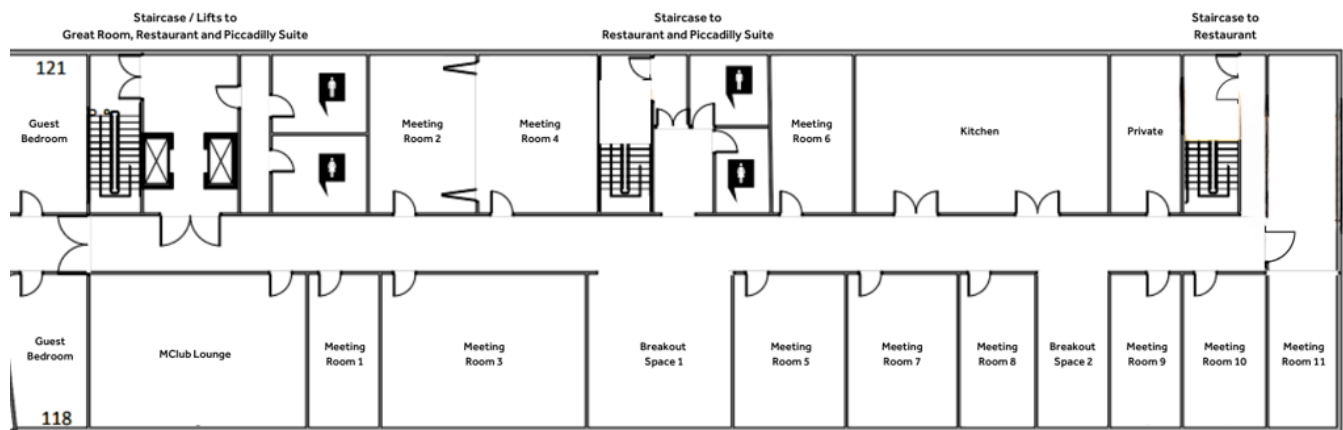 Staircase / Lifts to
Great Room, Restaurant and Piccadilly Suite
Staircase to
Restaurant and Piccadilly Suite
Staircase to
Restaurant
121
Guest
Bedroom
Meeting
Room 2
Meeting
Room 4
Meeting
Room 6
Kitchen
Private
Guest
Bedroom
118
MClub Lounge
Meeting
Room 1
Meeting
Room 3
Breakout
Space 1
Meeting
Room 5
Meeting
Room 7
Meeting
Room 8
Breakout
Space 2
Meeting
Room 9
Meeting
Room 10
Meeting
Room 11